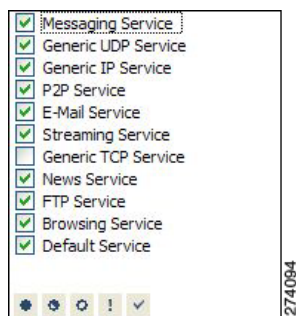 Messaging Service
Generic UDP Service
Generic IP Service
P2P Service
E-Mail Service
Streaming Service
Generic TCP Service
News Service
FTP Service
Browsing Service
Default Service
274094